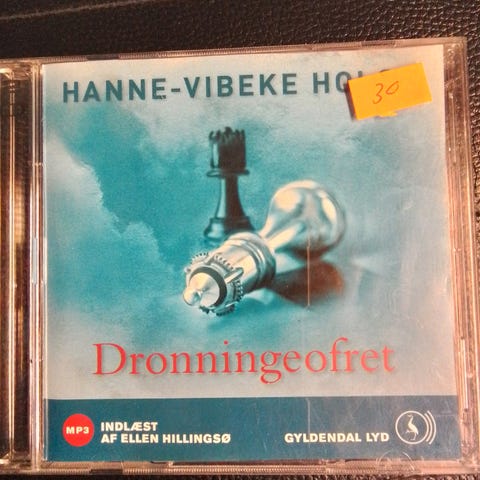 HANNE-VIBEKE HOL
30
Dronningeofret
MP3
INDLÆST
AF ELLEN HILLINGSØ
GYLDENDAL LYD